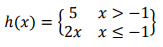 h(x) = {5 x > −1}
{2x x ≤ −1}